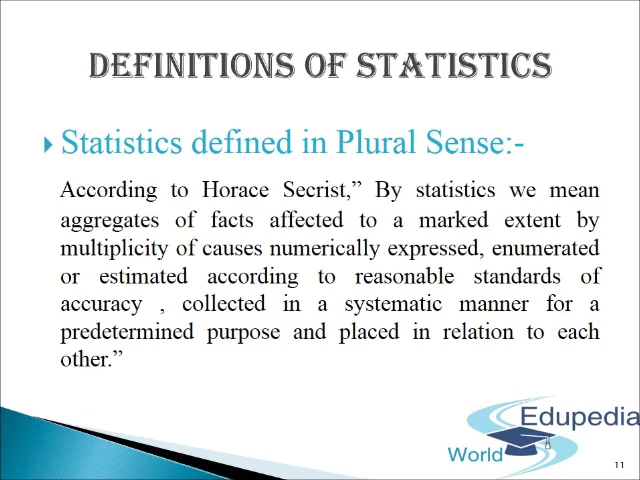 DEFINITIONS OF STATISTICS
Statistics defined in Plural Sense:-
According to Horace Secrist,” By statistics we mean
aggregates of facts affected to a marked extent by
multiplicity of causes numerically expressed, enumerated
or estimated according to reasonable standards of
accuracy , collected in a systematic manner for a
predetermined purpose and placed in relation to each
other.”
Edupedia
World
11